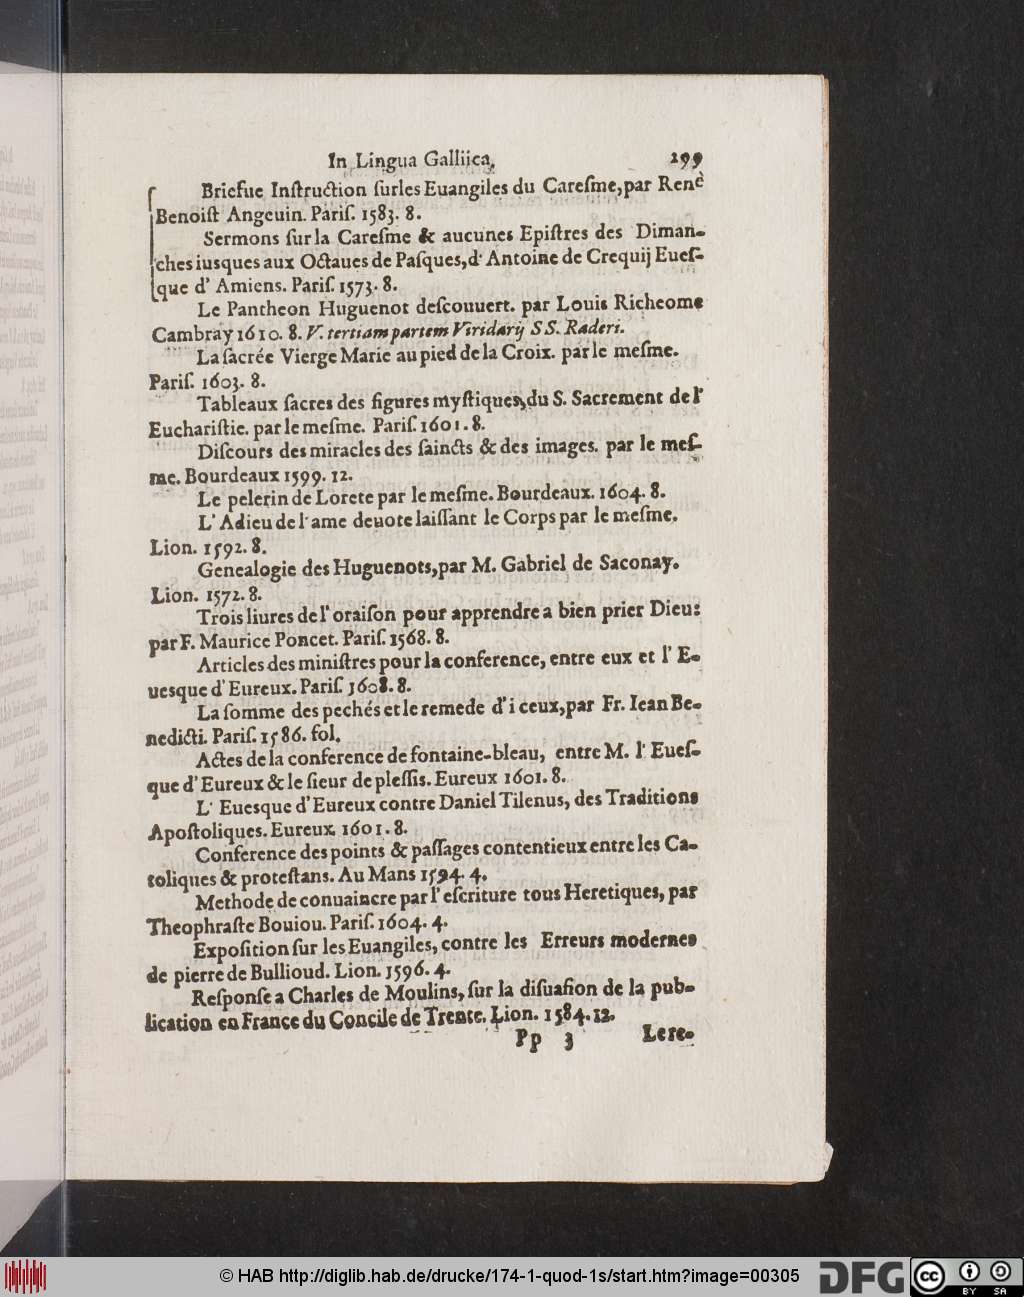 In Lingua Galliica, 299
Briefue Inſtruction ſurles Euangiles du Careſme, par Renè
Benoiſt Angeuin. Pariſ. 1583. 8.
Sermons ſur la Careſme & aucunes Epiſtres des Diman-
ches iusques aux Octaues de Paſques, d' Antoine de Crequij Eueſ-
que d' Amiens. Pariſ. 1573. 8.
Le Pantheon Huguenot deſcouuert. par Louis Richeome
Cambray 1610. 8. V. tertiam partem Viridarij SS. Raderi.
La ſacrée Vierge Marie au pied de la Croix. par le meſme.
Pariſ. 1603. 8.
Tableaux ſacres des figures myſtiques, du S. Sacrement de l'
Euchariſtie. par le meſme. Pariſ. 1601. 8.
Diſcours des miracles des ſaincts & des images. par le meſ-
me. Bourdeaux 1599. 12.
Le pelerin de Lorete par le meſme. Bourdeaux. 1604. 8.
L' Adieu de l'ame deuote laiſſant le Corps par le meſme.
Lion. 1592. 8.
Genealogie des Huguenots, par M. Gabriel de Saconay.
Lion. 1572. 8.
Trois liures de l' oraiſon pour apprendre a bien prier Dieu:
par F. Maurice Poncet. Pariſ. 1568. 8.
Articles des miniſtres pour la conference, entre eux et l' E-
uesque d' Eureux. Pariſ. 1608. 8.
La ſomme des pechés et le remede d' i ceux, par Fr. Iean Be-
nedicti. Pariſ. 1586. fol.
Actes de la conference de fontaine-bleau, entre M. l' Eueſ-
que d' Eureux & le ſieur de pleſſis. Eureux 1601. 8.
L' Euesque d' Eureux contre Daniel Tilenus, des Traditions
Apoſtoliques. Eureux 1601. 8.
Conference des points & paſſages contentieux entre les Ca-
toliques & proteſtans. Au Mans 1594. 4.
Methode de conuaincre par l' eſcriture tous Heretiques, par
Theophraſte Bouiou. Pariſ. 1604. 4.
Expoſition ſur les Euangiles, contre les Erreurs modernes
de pierre de Bullioud. Lion. 1596. 4.
Reſponſe a Charles de Moulins, ſur la diſuaſion de la pub-
lication en France du Concile de Trente. Lion. 1584. 12.
Pp 3 Lere-
© HAB http://diglib.hab.de/drucke/174-1-quod-1s/start.htm?image=00305
DFG
cc BY SA